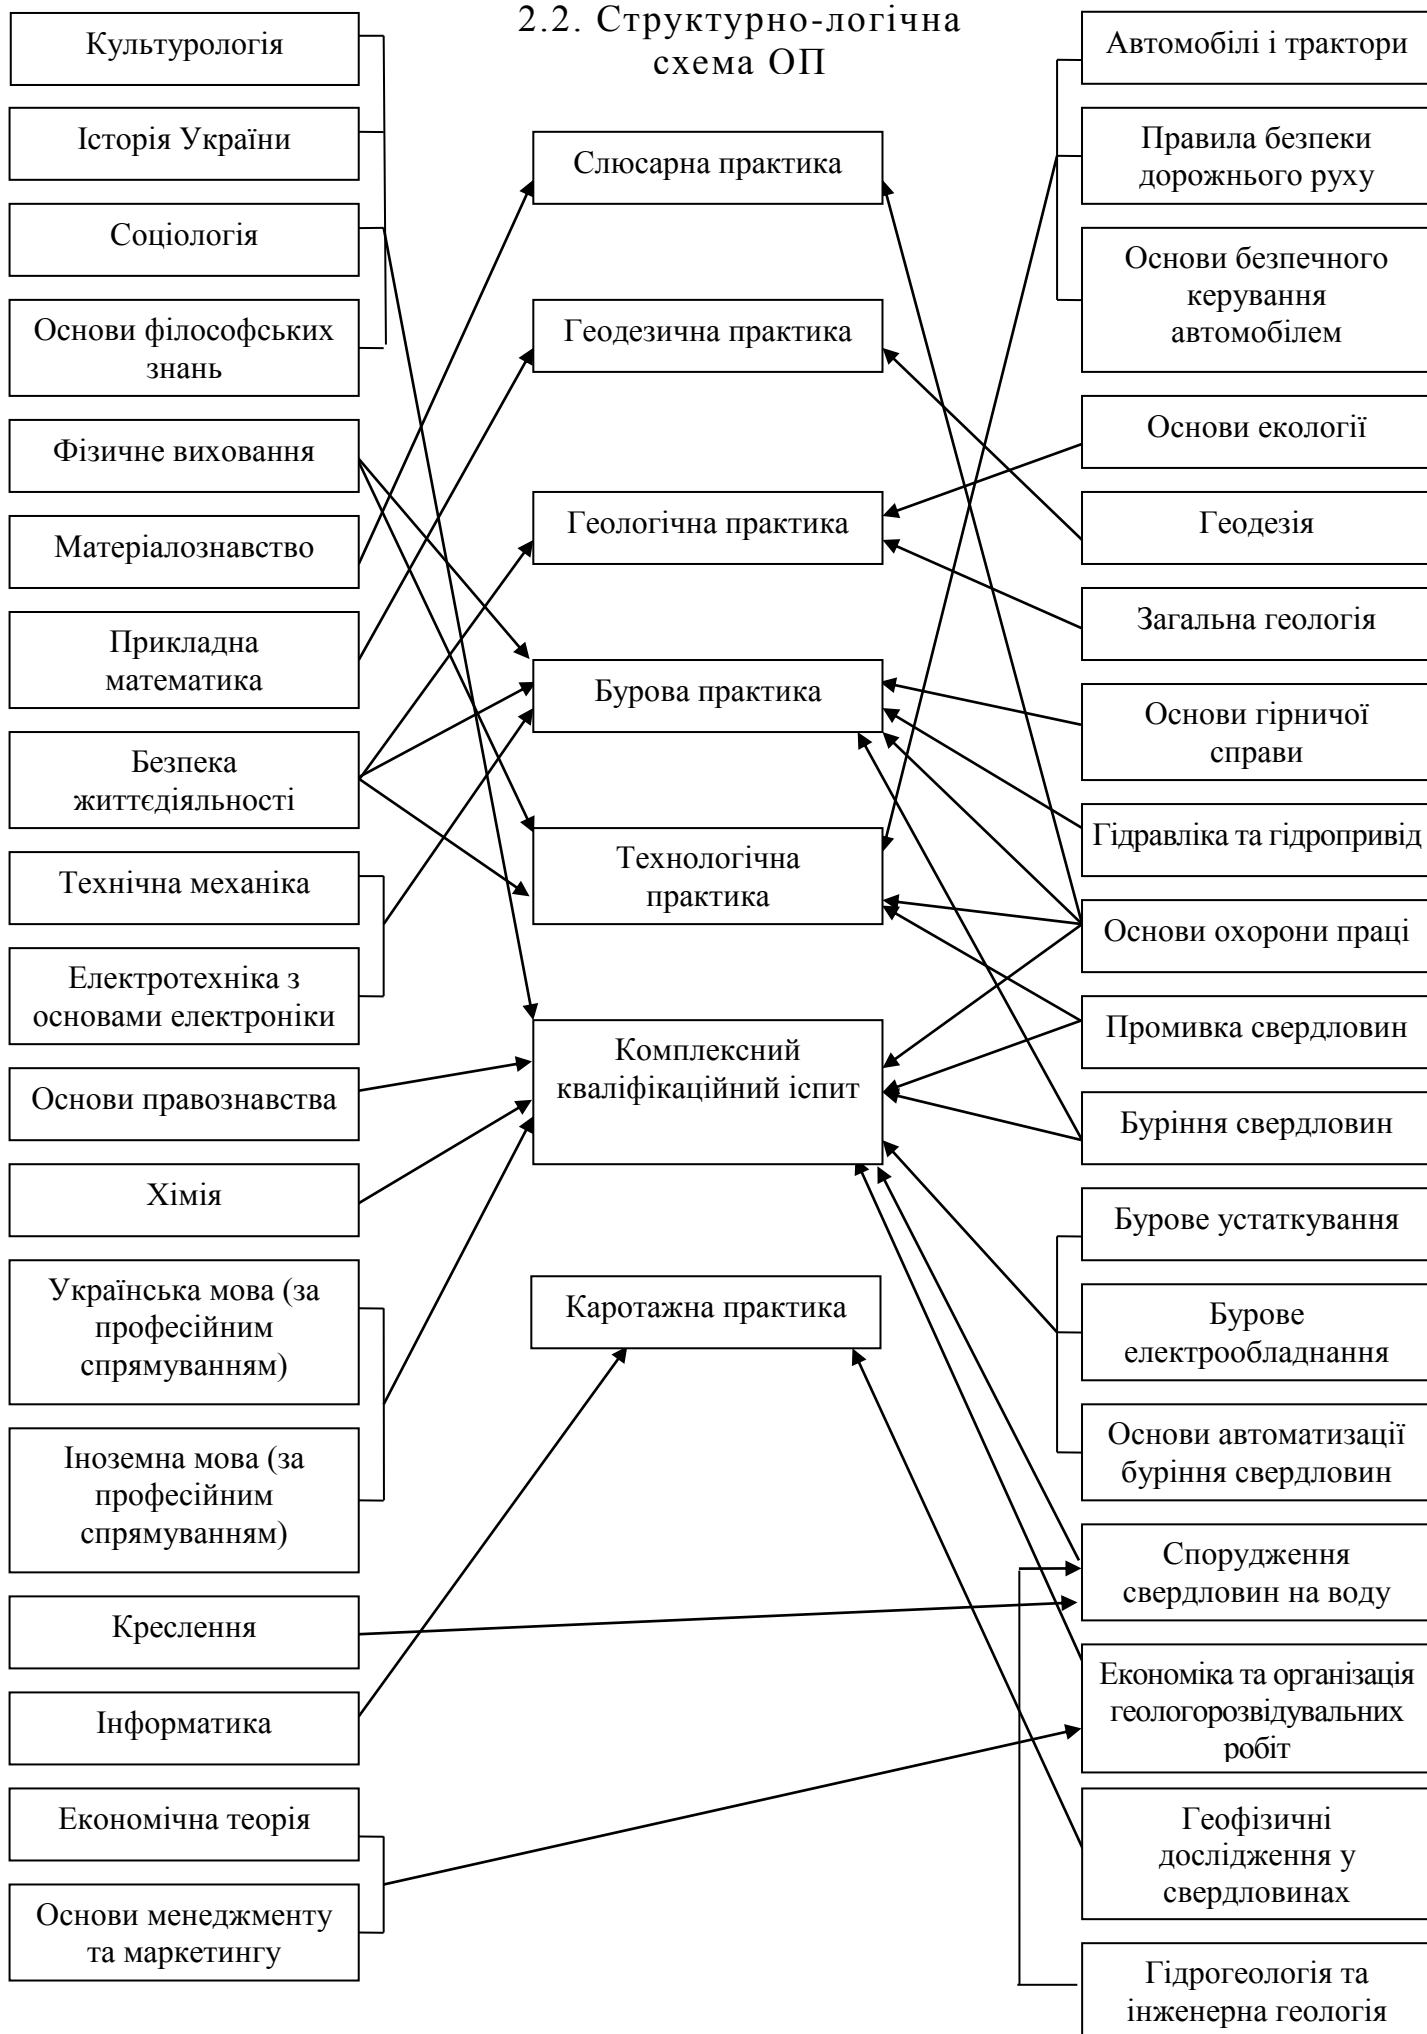 2.2. Структурно-логічна
схема ОП
Культурологія
Історія України
Соціологія
Основи філософських
знань
Фізичне виховання
Матеріалознавство
Прикладна
математика
Безпека
життєдіяльності
Технічна механіка
Електротехніка з
основами електроніки
Основи правознавства
Хімія
Українська мова (за
професійним
спрямуванням)
Іноземна мова (за
професійним
спрямуванням)
Креслення
Інформатика
Економічна теорія
Основи менеджменту
та маркетингу
Слюсарна практика
Геодезична практика
Геологічна практика
Бурова практика
Технологічна
практика
Комплексний
кваліфікаційний іспит
Каротажна практика
Автомобілі і трактори
Правила безпеки
дорожнього руху
Основи безпечного
керування
автомобілем
Основи екології
Геодезія
Загальна геологія
Основи гірничої
справи
Гідравліка та гідропривід
Основи охорони праці
Промивка свердловин
Буріння свердловин
Бурове устаткування
Бурове
електрообладнання
Основи автоматизації
буріння свердловин
Спорудження
свердловин на воду
Економіка та організація
геологорозвідувальних
робіт
Геофізичні
дослідження у
свердловинах
Гідрогеологія та
інженерна геологія